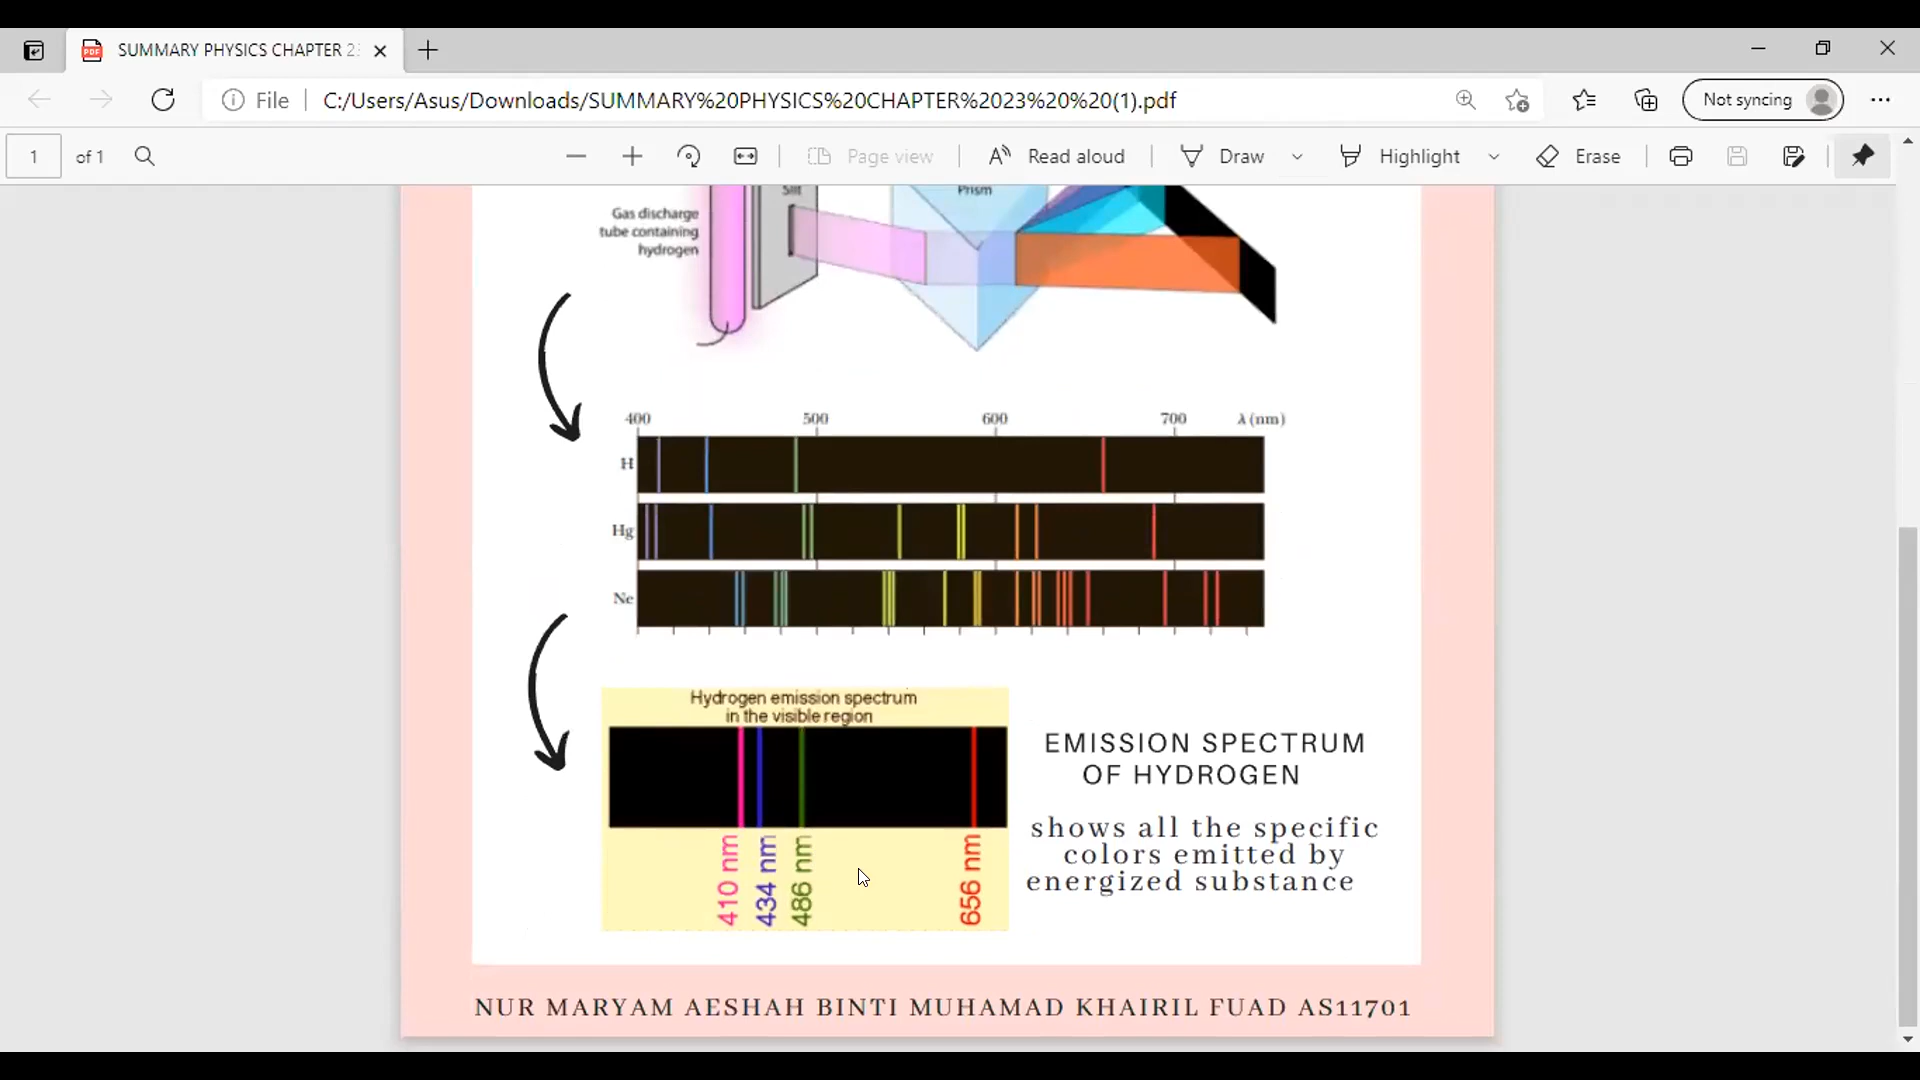 SUMMARY PHYSICS CHAPTER 2
File
C:/Users/Asus/Downloads/SUMMARY%20PHYSICS%20CHAPTER%2023%20%20(1).pdf
Not syncing
1
of 1
Page view
Read aloud
Draw
Highlight
Erase
Slit
Prism
Gas discharge
tube containing
hydrogen
400 500 600 700 λ (nm)
H
Hg
Ne
Hydrogen emission spectrum
in the visible region
410 nm
434 nm
486 nm
656 nm
EMISSION SPECTRUM
OF HYDROGEN
shows all the specific
colors emitted by
energized substance
NUR MARYAM AESHAH BINTI MUHAMAD KHAIRIL FUAD AS11701